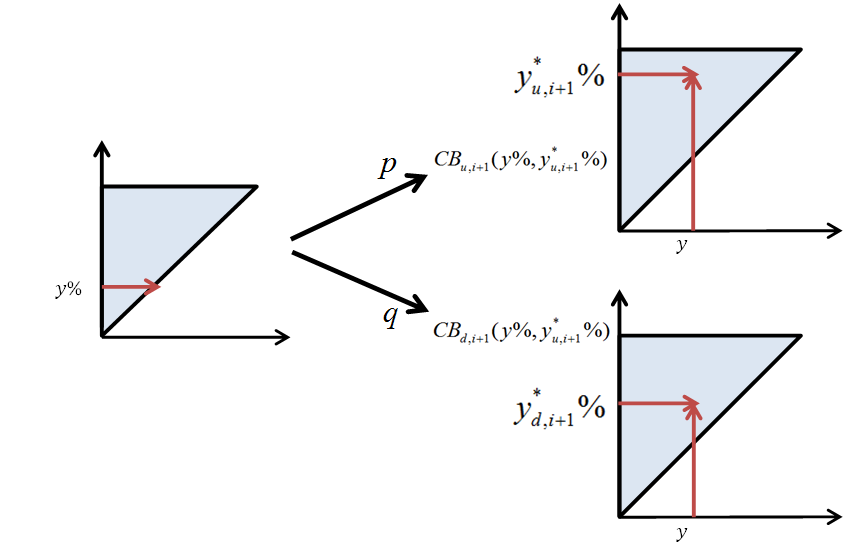 y*u,i+1%
p
CBu,i+1(y%,y*u,i+1%)
y
y%
q
CBd,i+1(y%,y*u,i+1%)
y*d,i+1%
y